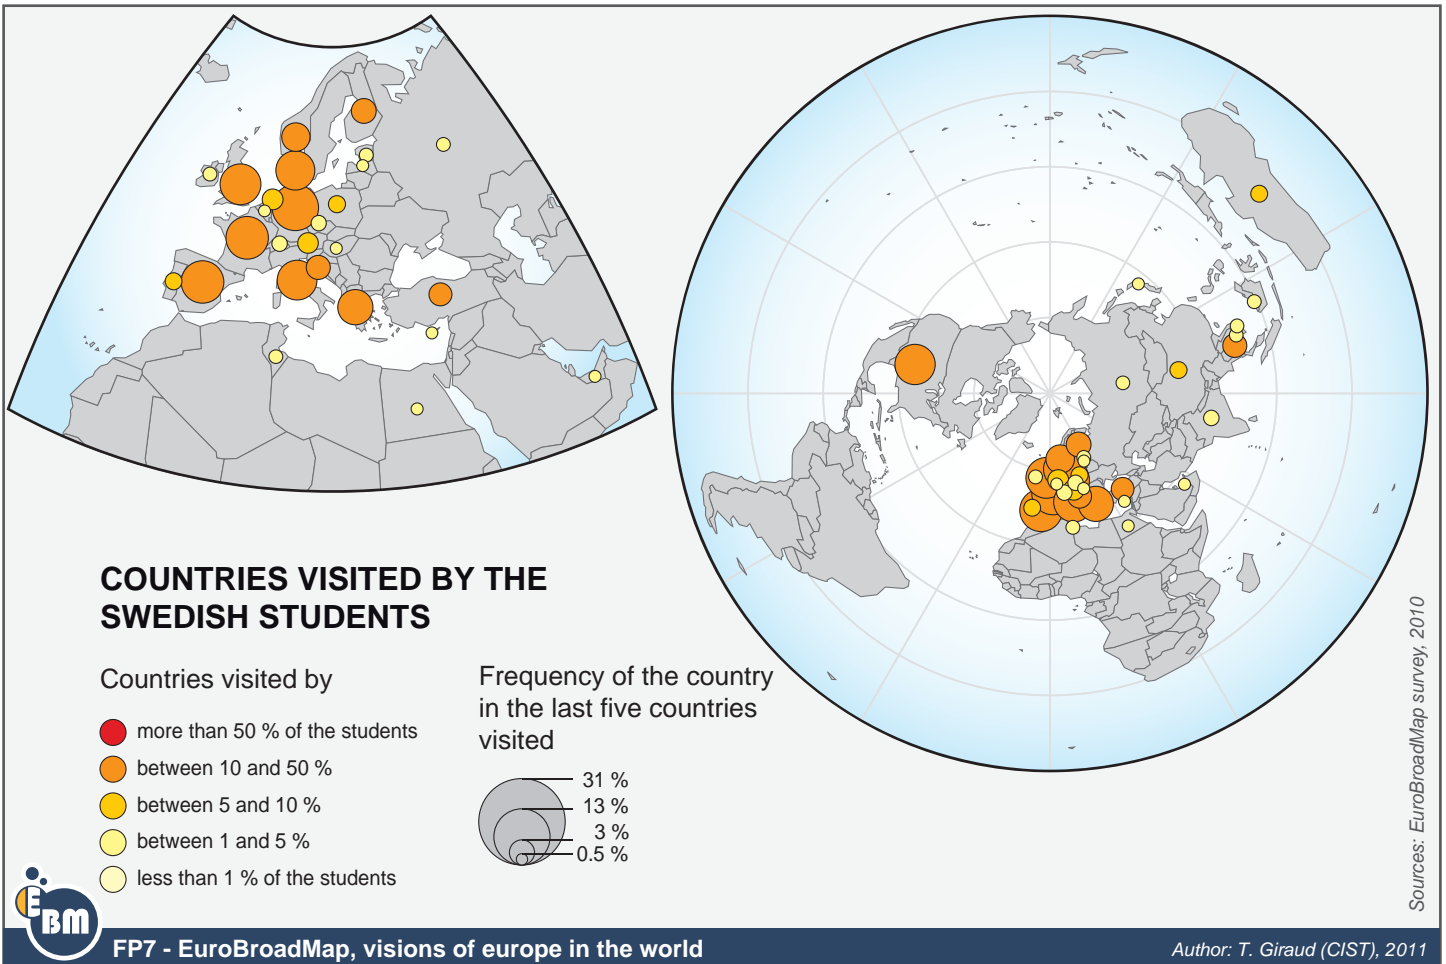 COUNTRIES VISITED BY THE
SWEDISH STUDENTS
Countries visited by
more than 50 % of the students
between 10 and 50 %
between 5 and 10 %
between 1 and 5 %
less than 1 % of the students
Frequency of the country
in the last five countries
visited
31 %
13 %
3 %
0.5 %
Sources: EuroBroadMap survey, 2010
EBM
FP7 - EuroBroadMap, visions of europe in the world
Author: T. Giraud (CIST), 2011